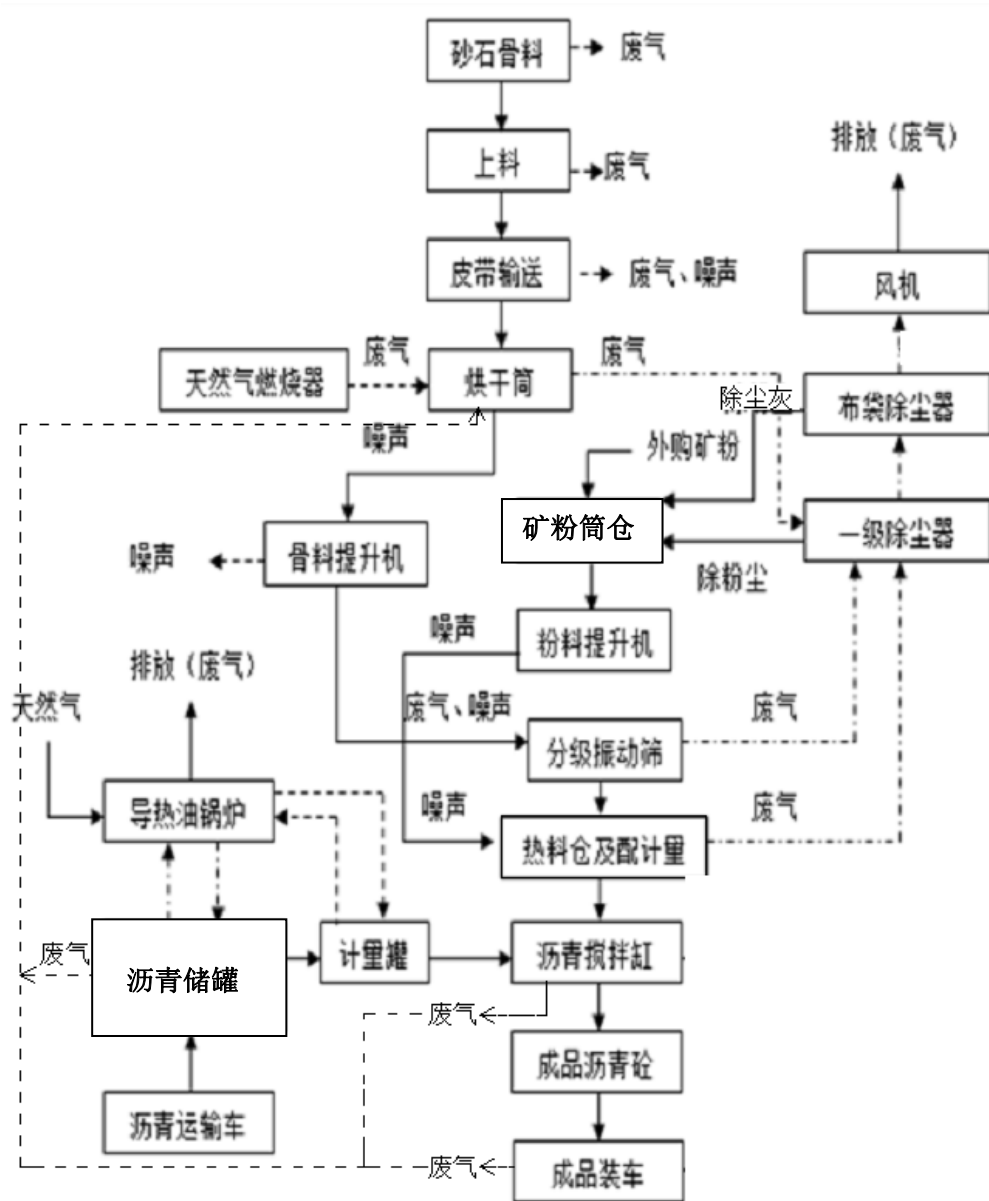 砂石骨料
废气
排放（废气）
上料
废气
皮带输送
废气、噪声
风机
废气
废气
天然气燃烧器
烘干筒
除尘灰
布袋除尘器
噪声
外购矿粉
矿粉筒仓
一级除尘器
噪声
骨料提升机
除粉尘
噪声
粉料提升机
排放（废气）
天然气
废气、噪声
废气
分级振动筛
导热油锅炉
噪声
废气
热料仓及配计量
废气
沥青储罐
计量罐
沥青搅拌缸
废气
成品沥青砼
沥青运输车
废气
成品装车